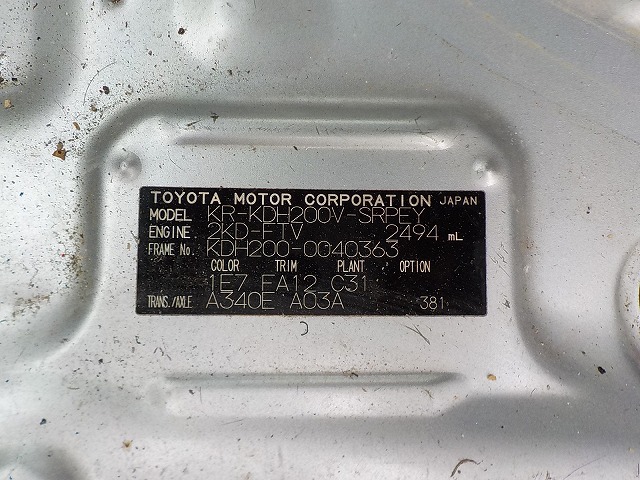 TOYOTA MOTOR CORPORATION JAPAN
MODEL KR-KDH200V-SRPEY
ENGINE 2KD-FTV 2494 mL
FRAME No. KDH200-0040363
COLOR TRIM PLANT OPTION
1E7 FA12 C31
TRANS./AXLE A340E A03A 381